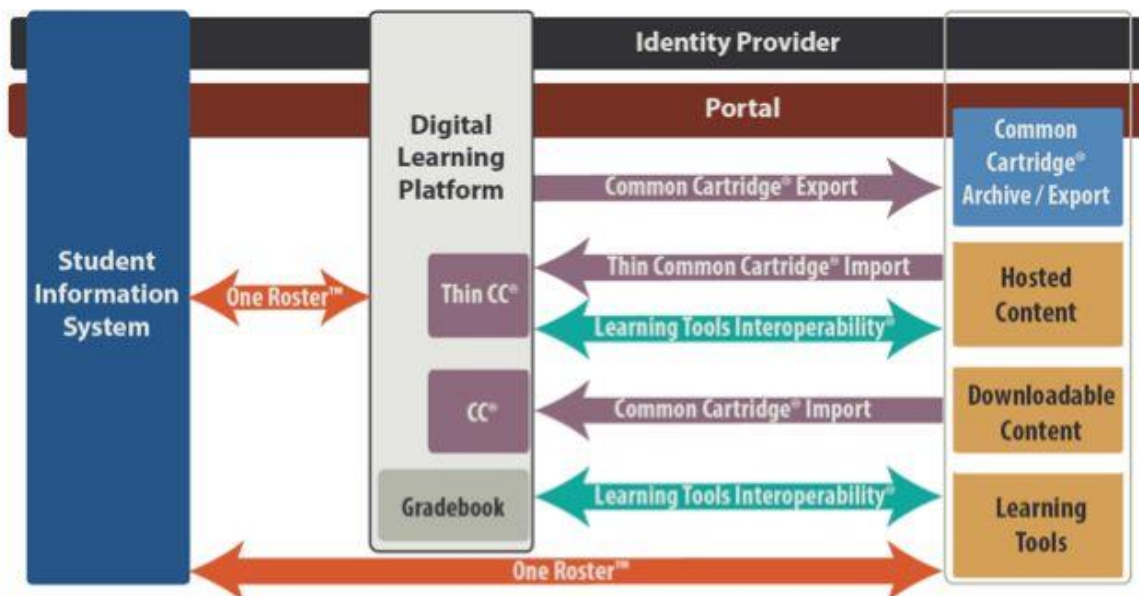 Identity Provider
Portal
Student
Information
System
One Roster™
Digital
Learning
Platform
Thin CC®
CC®
Gradebook
Common Cartridge® Export
Thin Common Cartridge® Import
Learning Tools Interoperability®
Common Cartridge® Import
Learning Tools Interoperability®
One Roster™
Common
Cartridge®
Archive / Export
Hosted
Content
Downloadable
Content
Learning
Tools